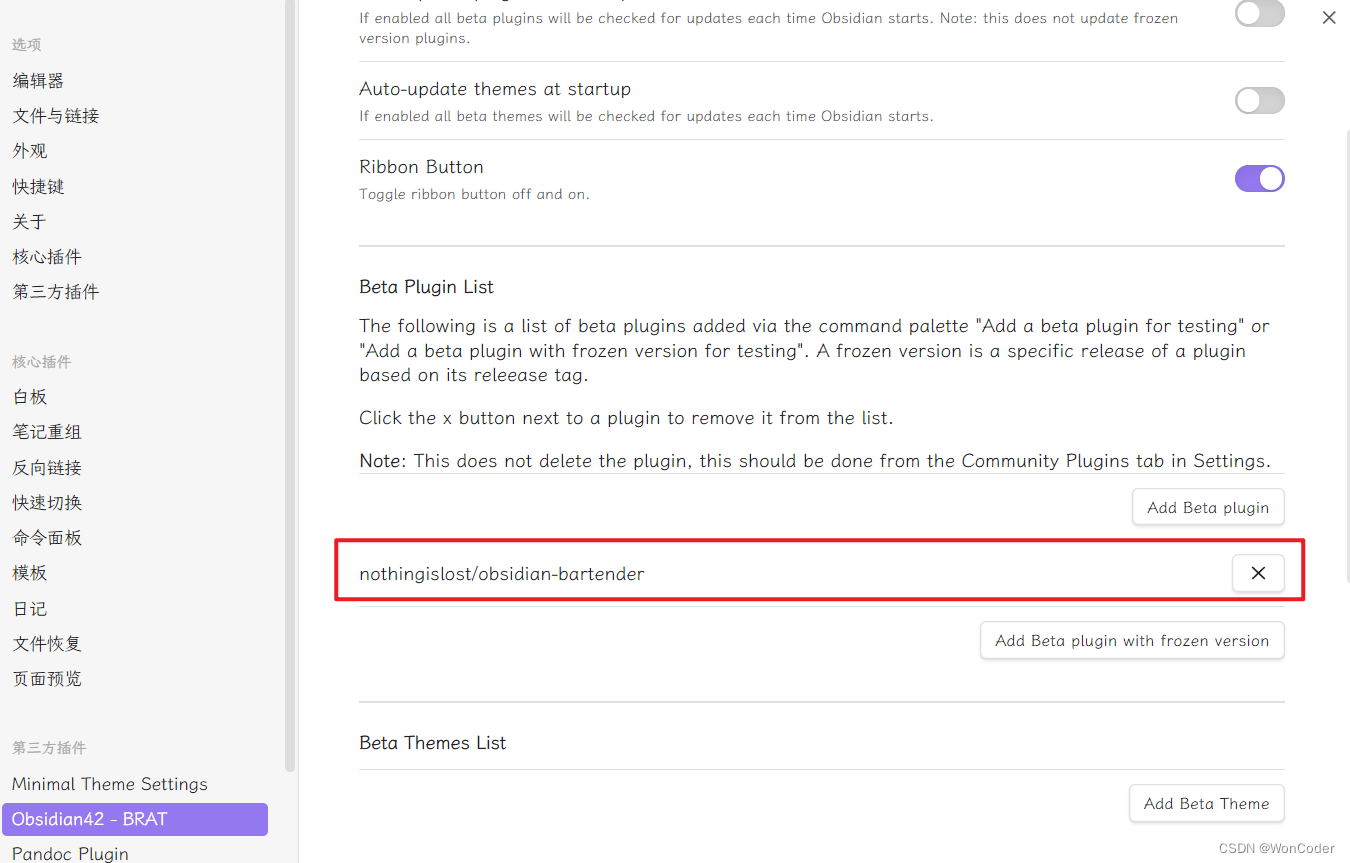 选项
编辑器
文件与链接
外观
快捷键
关于
核心插件
第三方插件
核心插件
白板
笔记重组
反向链接
快速切换
命令面板
模板
日记
文件恢复
页面预览
第三方插件
Minimal Theme Settings
Obsidian42 - BRAT
Pandoc Plugin
If enabled all beta plugins will be checked for updates each time Obsidian starts. Note: this does not update frozen
version plugins.
Auto-update themes at startup
If enabled all beta themes will be checked for updates each time Obsidian starts.
Ribbon Button
Toggle ribbon button off and on.
Beta Plugin List
The following is a list of beta plugins added via the command palette "Add a beta plugin for testing" or
"Add a beta plugin with frozen version for testing". A frozen version is a specific release of a plugin
based on its releease tag.
Click the x button next to a plugin to remove it from the list.
Note: This does not delete the plugin, this should be done from the Community Plugins tab in Settings.
Add Beta plugin
nothingislost/obsidian-bartender
Add Beta plugin with frozen version
Beta Themes List
Add Beta Theme
CSDN @WonCoder